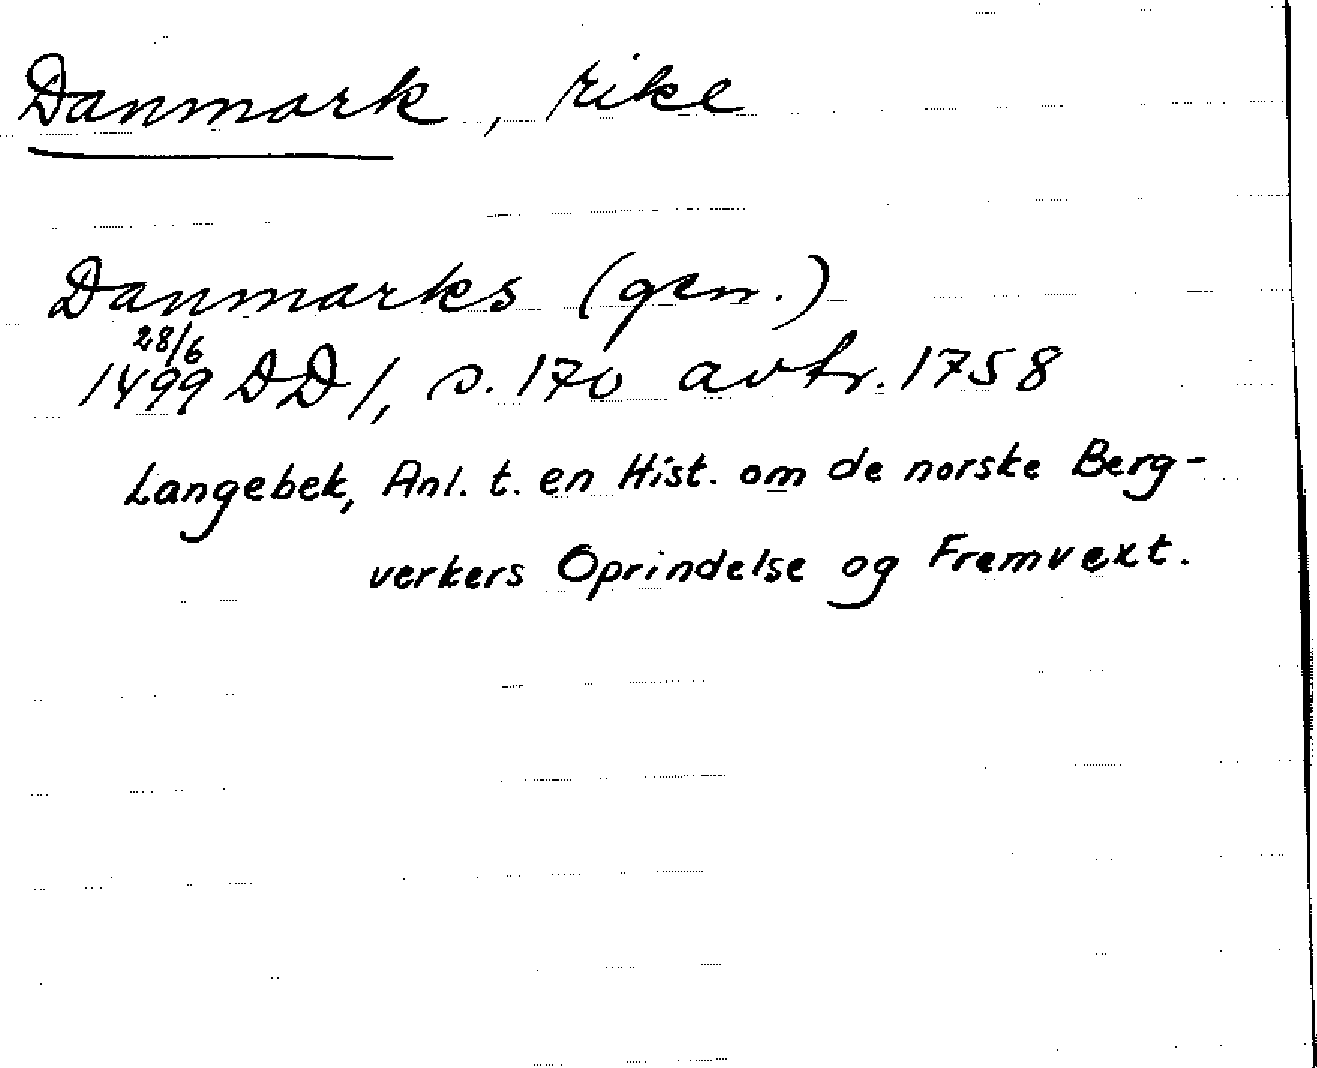 Danmark, rike
Danmarks (gen.)
28/6
1499 DD 1, s. 170 avtr. 1758
Langebek, Anl. t. en Hist. om de norske Berg-
verkers Oprindelse og Fremvext.